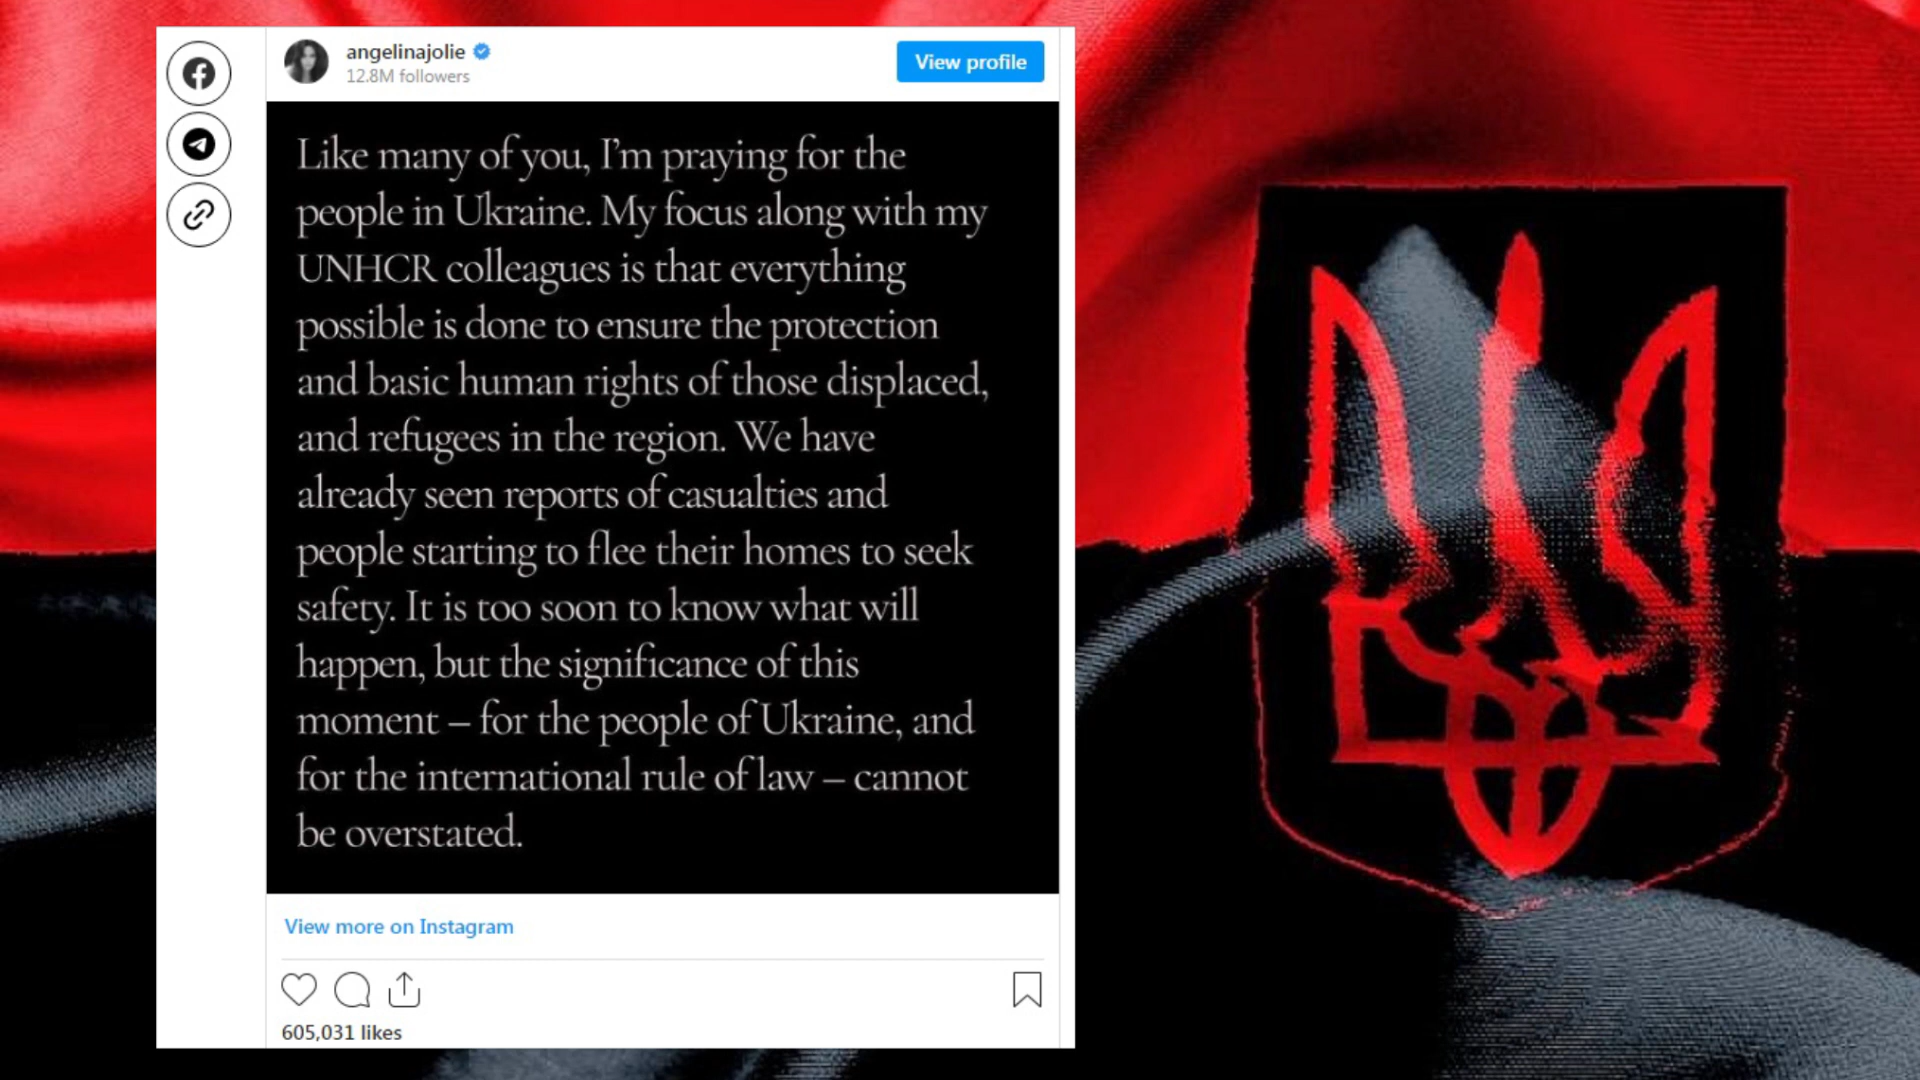 angelinajolie
12.8M followers
View profile
Like many of you, I'm praying for the
people in Ukraine. My focus along with my
UNHCR colleagues is that everything
possible is done to ensure the protection
and basic human rights of those displaced,
and refugees in the region. We have
already seen reports of casualties and
people starting to flee their homes to seek
safety. It is too soon to know what will
happen, but the significance of this
moment – for the people of Ukraine, and
for the international rule of law – cannot
be overstated.
View more on Instagram
605,031 likes